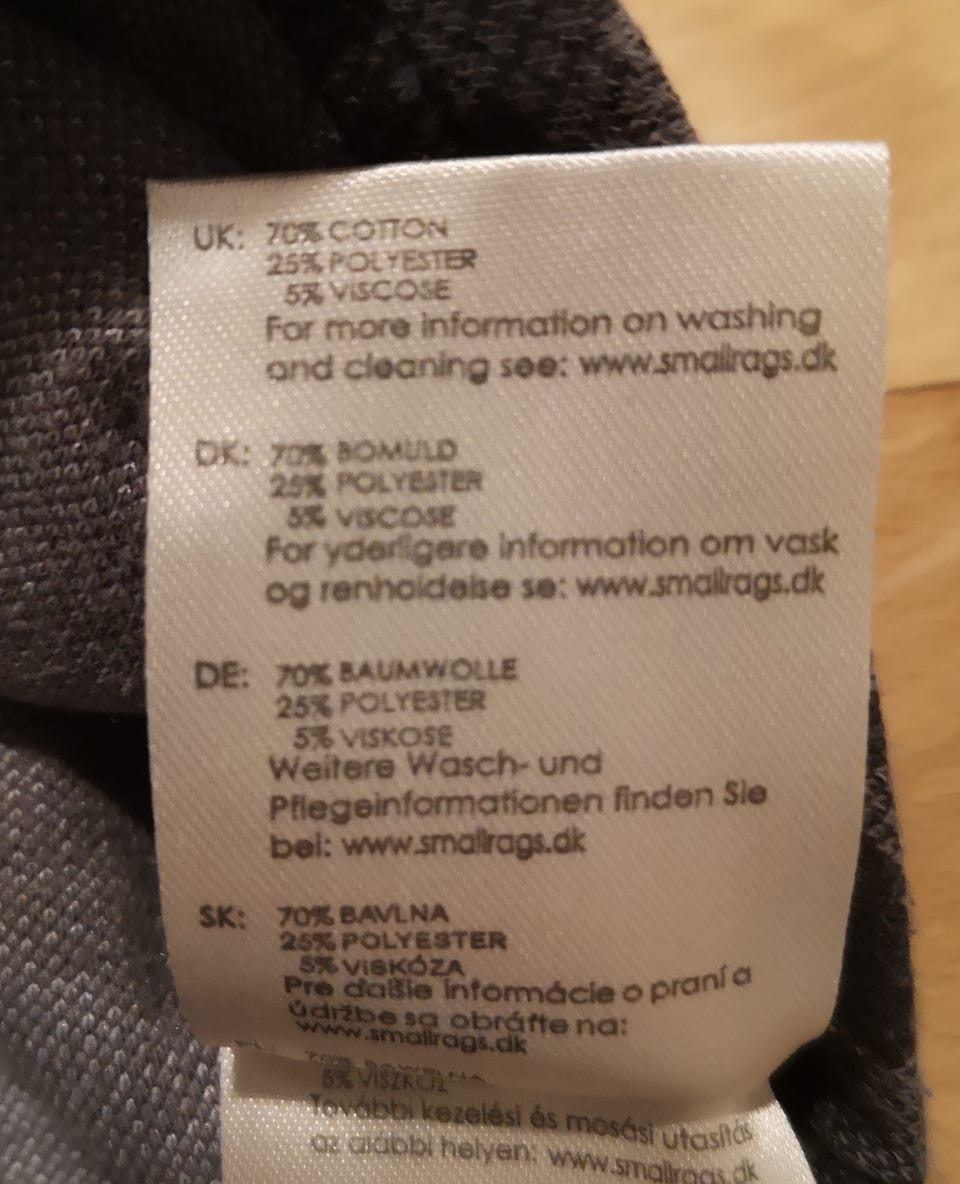 UK: 70% COTTON
25% POLYESTER
5% VISCOSE
For more information on washing
and cleaning see: www.smallrags.dk
DK: 70% BOMULD
25% POLYESTER
5% VISCOSE
For yderligere information om vask
og renholdelse se: www.smallrags.dk
DE: 70% BAUMWOLLE
25% POLYESTER
5% VISKOSE
Weitere Wasch- und
Pflegeinformationen finden Sie
bei: www.smallrags.dk
SK: 70% BAVLNA
25% POLYESTER
5% VISKÓZA
Pre ďalšie informácie o praní a
údržbe sa obráťte na:
www.smallrags.dk
70%
5% VISZKÓZ
További kezelési és mosási utasítás
az alábbi helyen: www.smallrags.dk